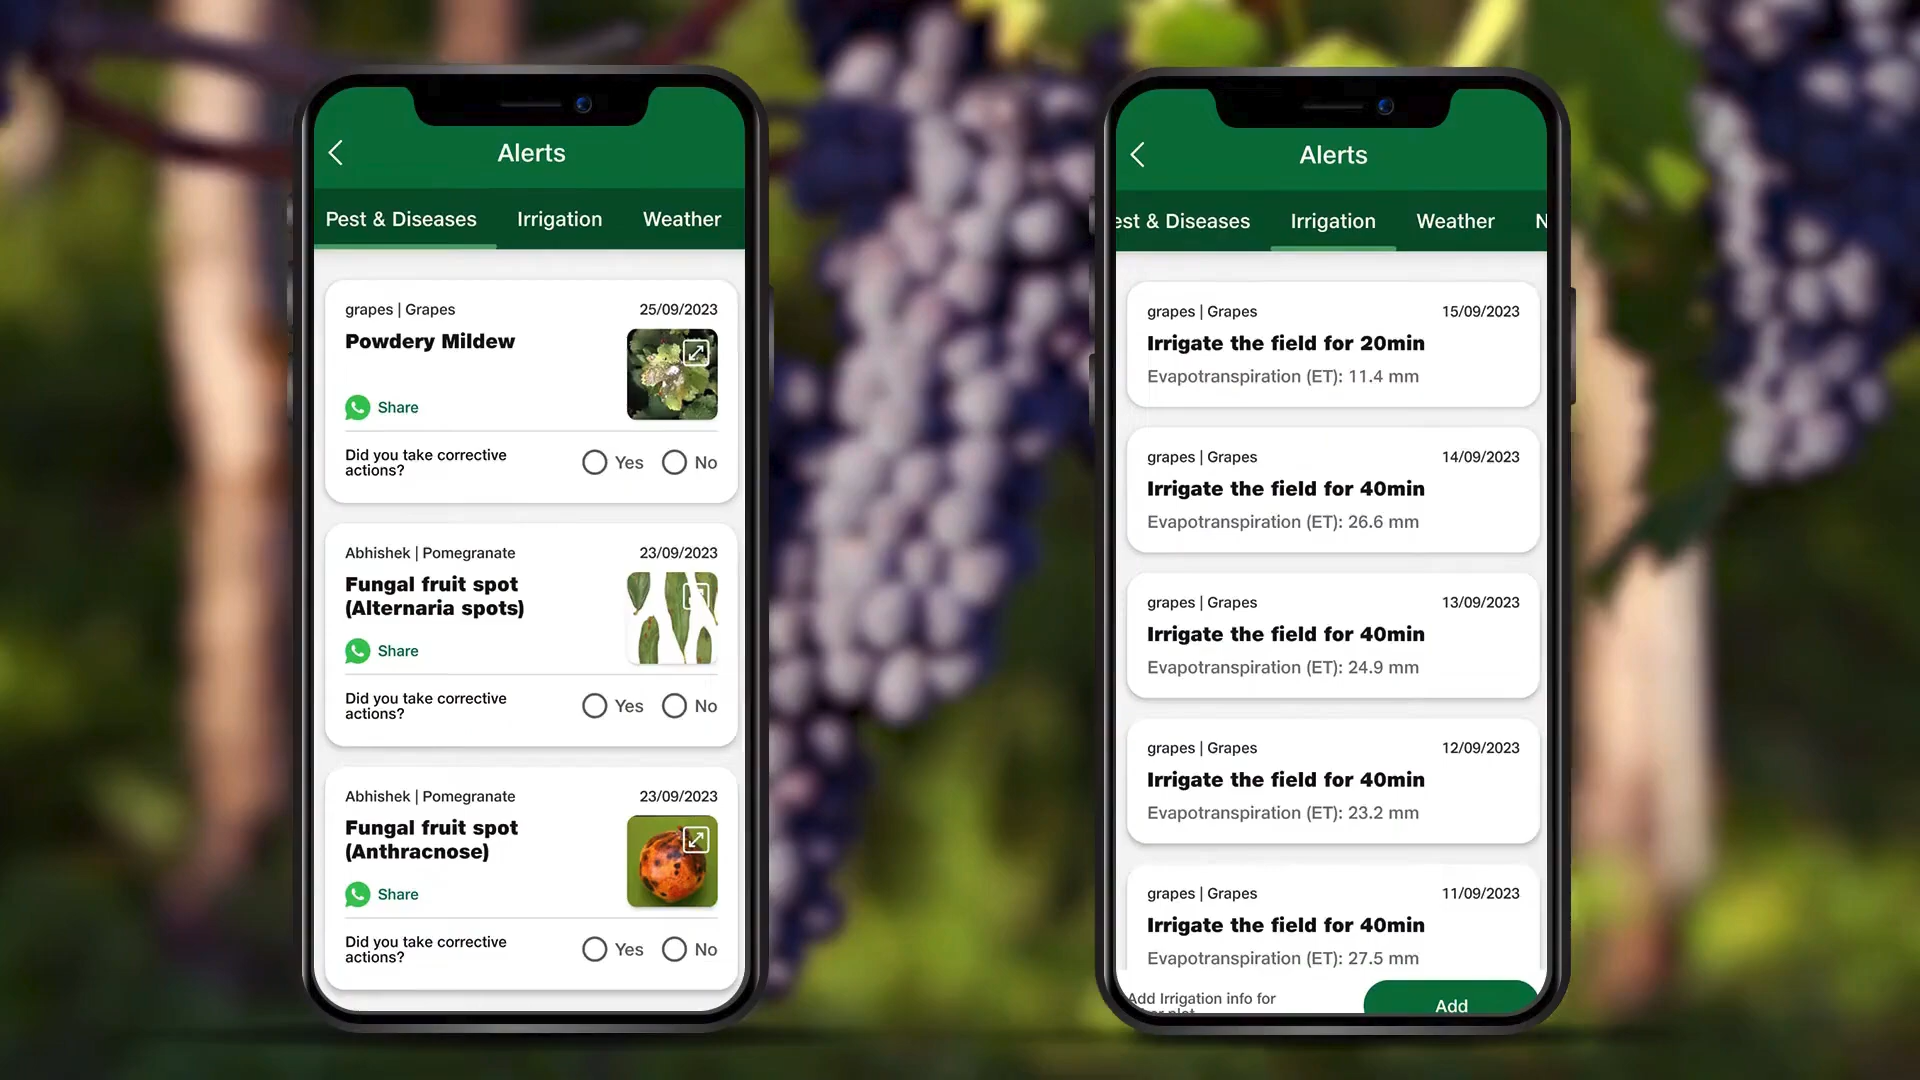 Alerts
Pest & Diseases Irrigation Weather
grapes | Grapes 25/09/2023
Powdery Mildew
Share
Did you take corrective
actions?
Yes No
Abhishek | Pomegranate 23/09/2023
Fungal fruit spot
(Alternaria spots)
Share
Did you take corrective
actions?
Yes No
Abhishek | Pomegranate 23/09/2023
Fungal fruit spot
(Anthracnose)
Share
Did you take corrective
actions?
Yes No
Alerts
est & Diseases Irrigation Weather N
grapes | Grapes 15/09/2023
Irrigate the field for 20min
Evapotranspiration (ET): 11.4 mm
grapes | Grapes 14/09/2023
Irrigate the field for 40min
Evapotranspiration (ET): 26.6 mm
grapes | Grapes 13/09/2023
Irrigate the field for 40min
Evapotranspiration (ET): 24.9 mm
grapes | Grapes 12/09/2023
Irrigate the field for 40min
Evapotranspiration (ET): 23.2 mm
grapes | Grapes 11/09/2023
Irrigate the field for 40min
Evapotranspiration (ET): 27.5 mm
Add Irrigation info for
Add